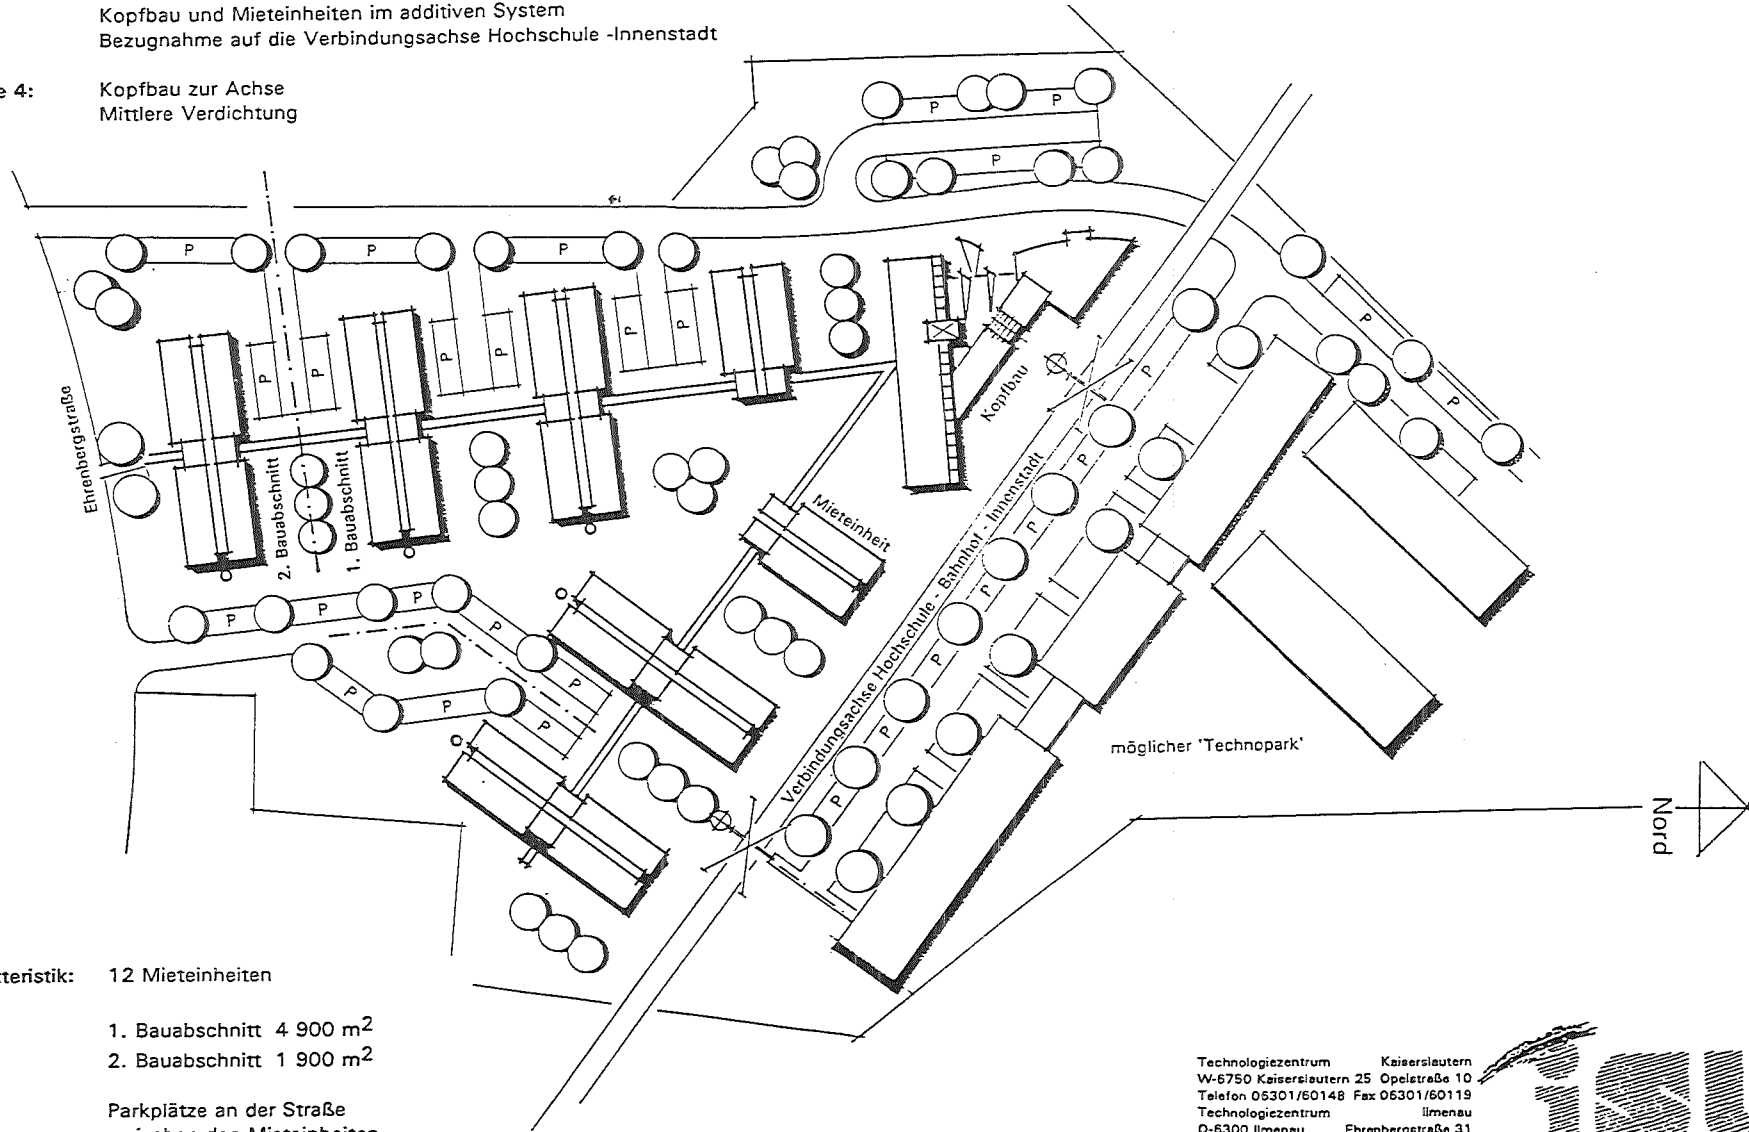 Kopfbau und Mieteinheiten im additiven System
Bezugnahme auf die Verbindungsachse Hochschule -Innenstadt
e 4: Kopfbau zur Achse
Mittlere Verdichtung
P P
P
P P P
P P P P P P
Ehrenbergstraße
2. Bauabschnitt
1. Bauabschnitt
Kopfbau
Mieteinheit
Verbindungsachse Hochschule - Bahnhof - Innenstadt
P P P P P P P
P P
P P P P P
P P P
möglicher 'Technopark'
Nord
teristik: 12 Mieteinheiten
1. Bauabschnitt 4 900 m²
2. Bauabschnitt 1 900 m²
Parkplätze an der Straße
den Mieteinheiten
Technologiezentrum Kaiserslautern
W-6750 Kaiserslautern 25 Opelstraße 10
Telefon 06301/60148 Fax 06301/60119
Technologiezentrum Ilmenau
O-6300 Ilmenau Ehrenbergstraße 31
isu